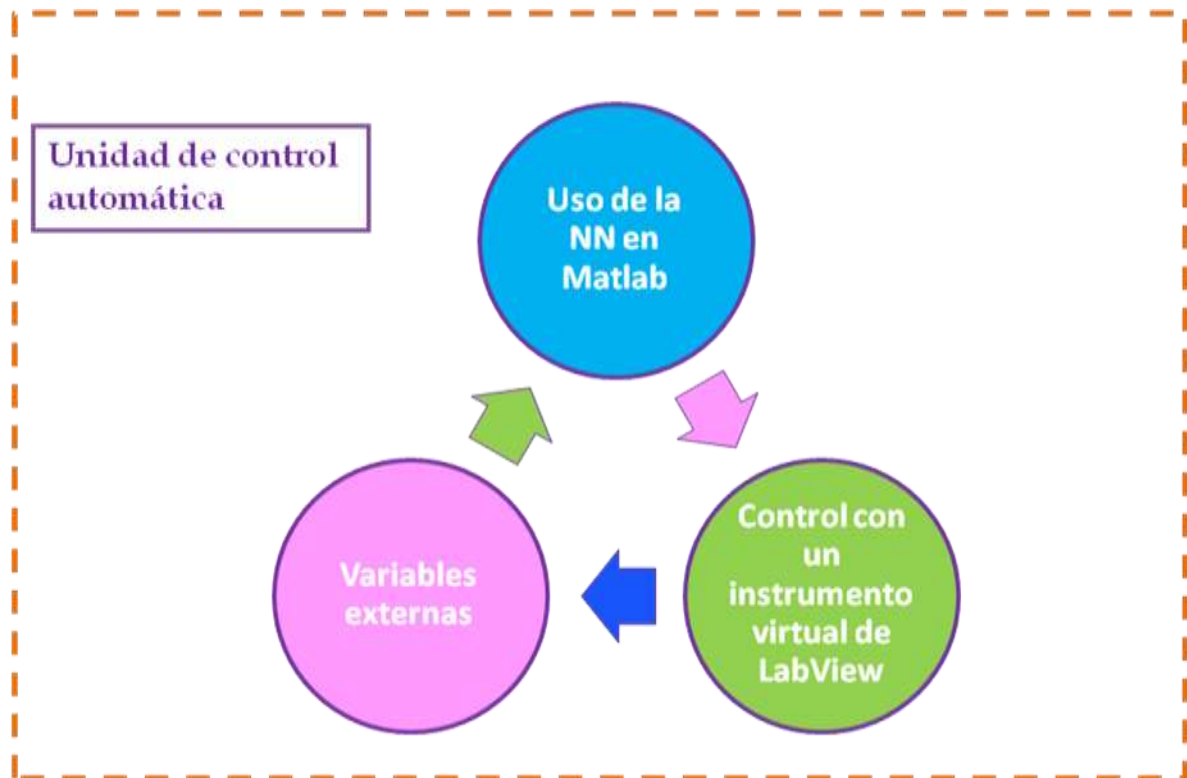 Unidad de control
automática
Uso de la
NN en
Matlab
Variables
externas
Control con
un
instrumento
virtual de
LabView